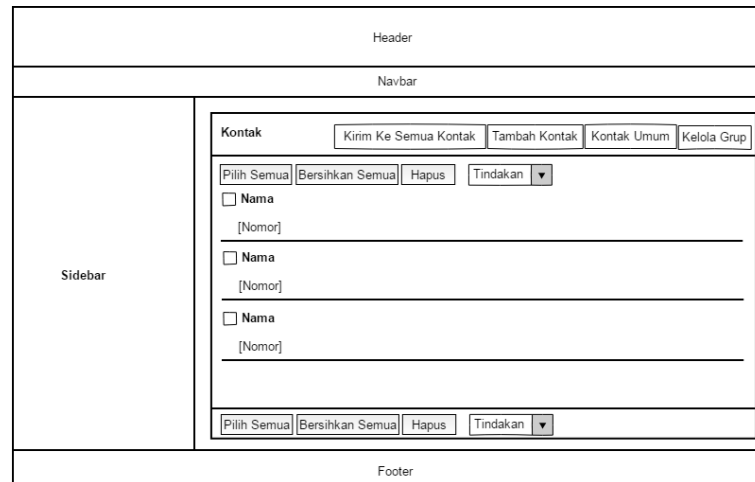 Header
Navbar
Kontak Kirim Ke Semua Kontak Tambah Kontak Kontak Umum Kelola Grup
Pilih Semua Bersihkan Semua Hapus Tindakan
Nama
[Nomor]
Nama
[Nomor]
Nama
[Nomor]
Sidebar
Pilih Semua Bersihkan Semua Hapus Tindakan
Footer